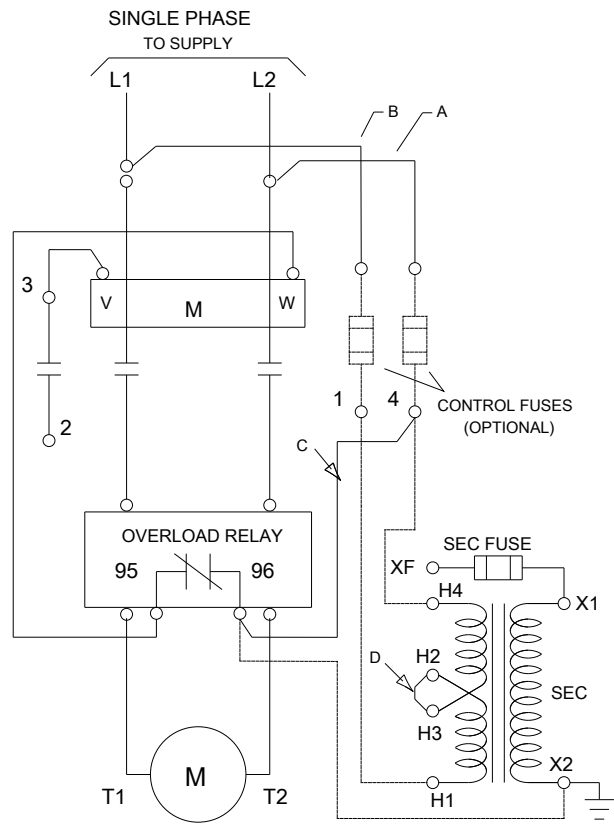 SINGLE PHASE
TO SUPPLY
L1 L2
B A
3
V M W
2
1 4
CONTROL FUSES
(OPTIONAL)
C
OVERLOAD RELAY
95 96
SEC FUSE
XF
H4 X1
D H2
H3 SEC
X2
H1
T1 M T2